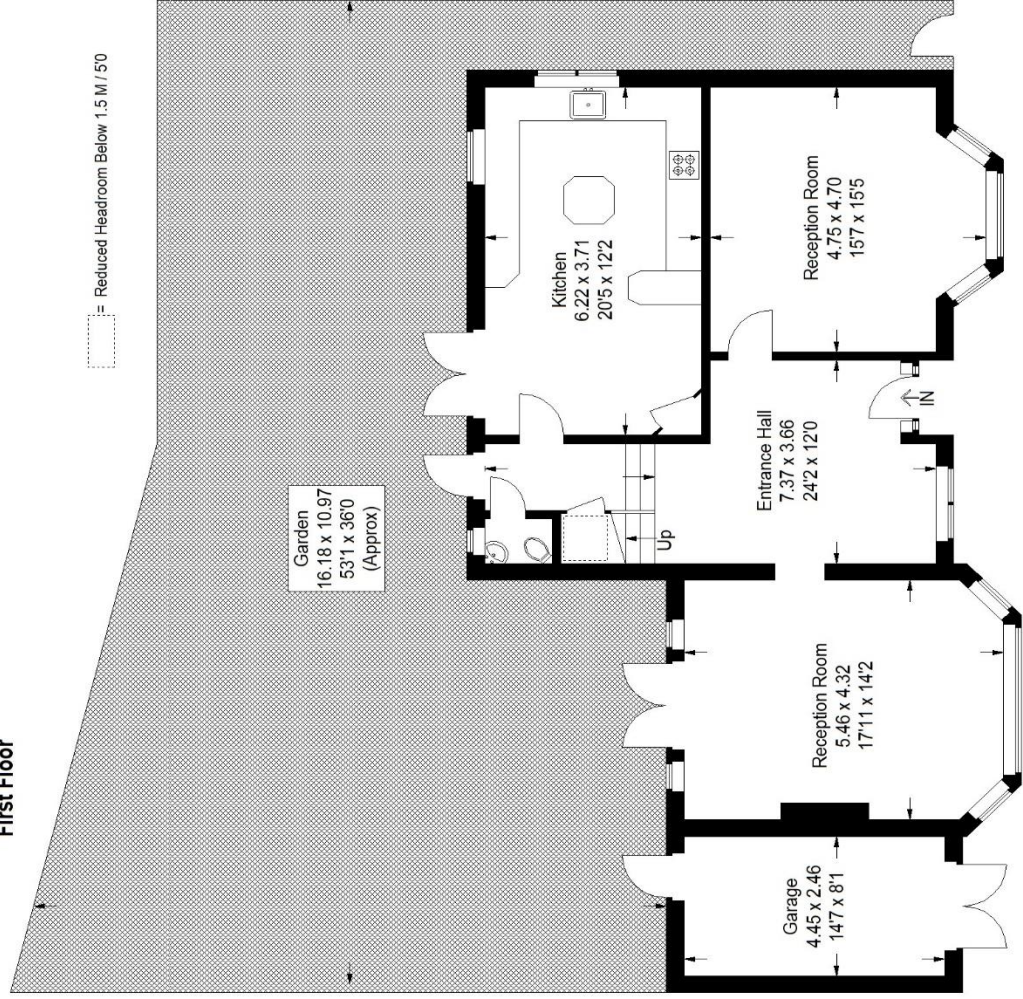 First Floor
= Reduced Headroom Below 1.5 M / 5'0
Garden
16.18 x 10.97
53'1 x 36'0
(Approx)
Kitchen
6.22 x 3.71
20'5 x 12'2
Reception Room
4.75 x 4.70
15'7 x 15'5
Entrance Hall
7.37 x 3.66
24'2 x 12'0
IN
Up
Reception Room
5.46 x 4.32
17'11 x 14'2
Garage
4.45 x 2.46
14'7 x 8'1